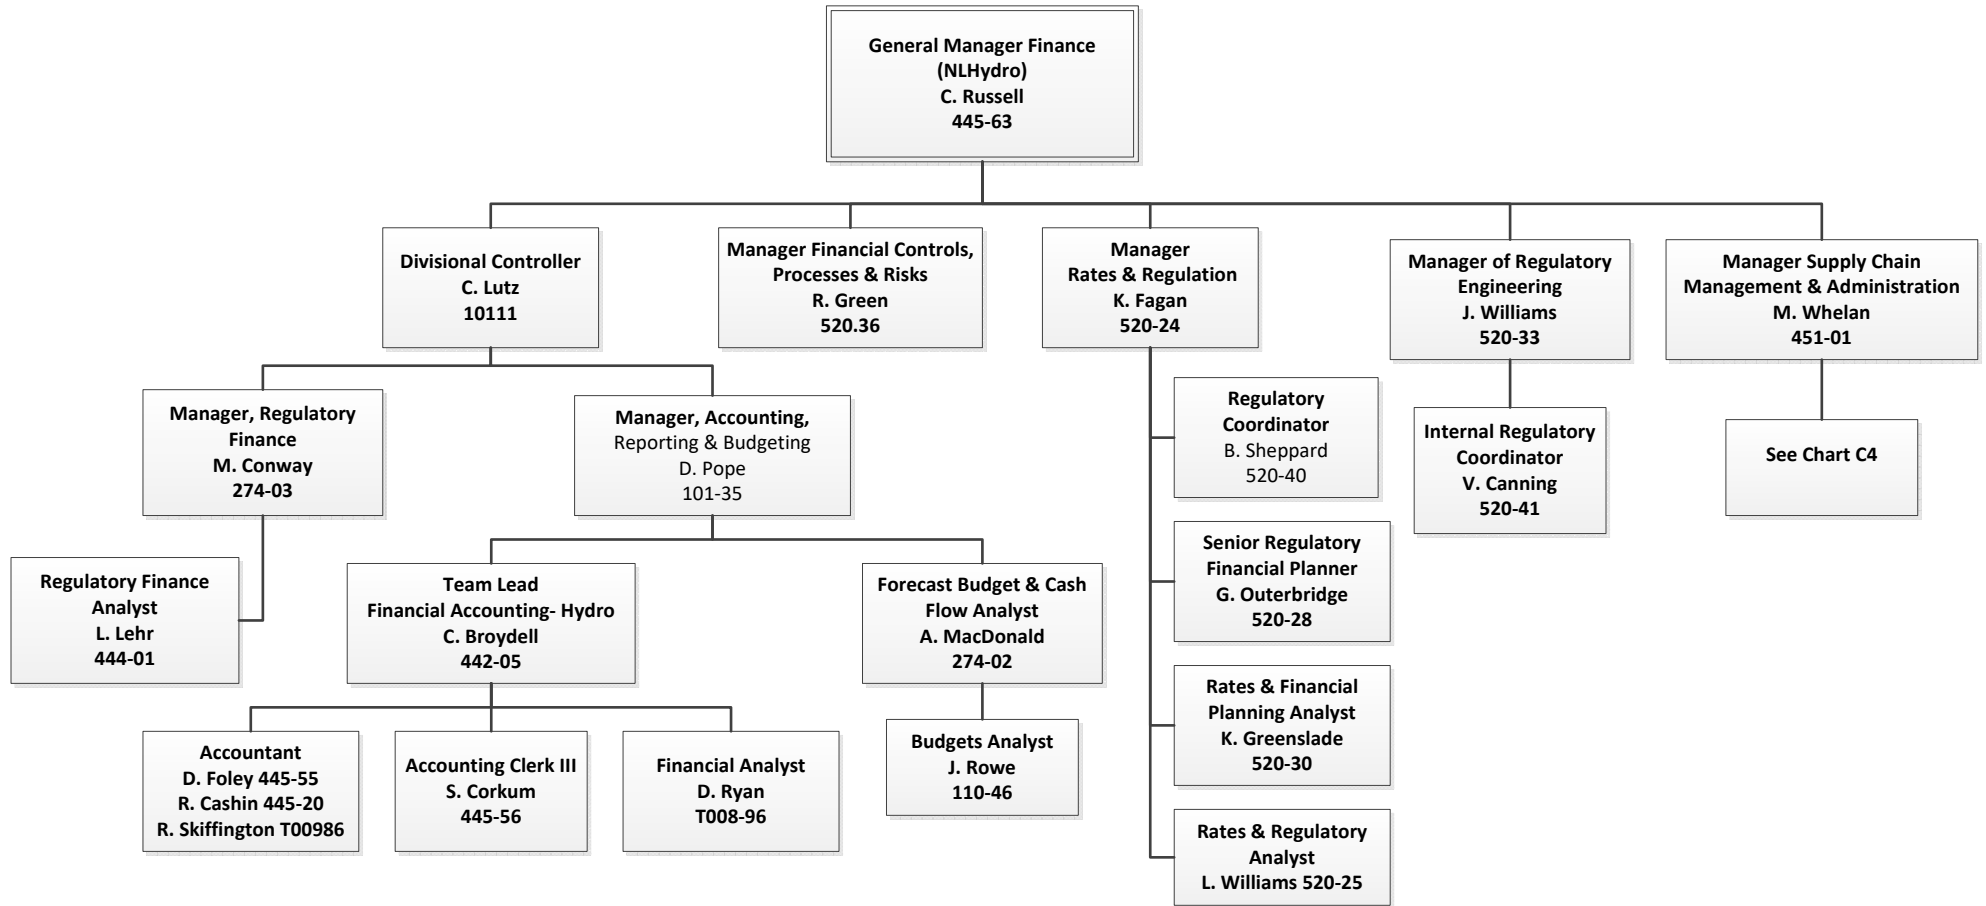 General Manager Finance
(NLHydro)
C. Russell
445-63
Divisional Controller
C. Lutz
10111
Manager Financial Controls,
Processes & Risks
R. Green
520.36
Manager
Rates & Regulation
K. Fagan
520-24
Manager of Regulatory
Engineering
J. Williams
520-33
Manager Supply Chain
Management & Administration
M. Whelan
451-01
Manager, Regulatory
Finance
M. Conway
274-03
Manager, Accounting,
Reporting & Budgeting
D. Pope
101-35
Regulatory
Coordinator
B. Sheppard
520-40
Internal Regulatory
Coordinator
V. Canning
520-41
See Chart C4
Regulatory Finance
Analyst
L. Lehr
444-01
Team Lead
Financial Accounting- Hydro
C. Broydell
442-05
Forecast Budget & Cash
Flow Analyst
A. MacDonald
274-02
Senior Regulatory
Financial Planner
G. Outerbridge
520-28
Rates & Financial
Planning Analyst
K. Greenslade
520-30
Accountant
D. Foley 445-55
R. Cashin 445-20
R. Skiffington T00986
Accounting Clerk III
S. Corkum
445-56
Financial Analyst
D. Ryan
T008-96
Budgets Analyst
J. Rowe
110-46
Rates & Regulatory
Analyst
L. Williams 520-25